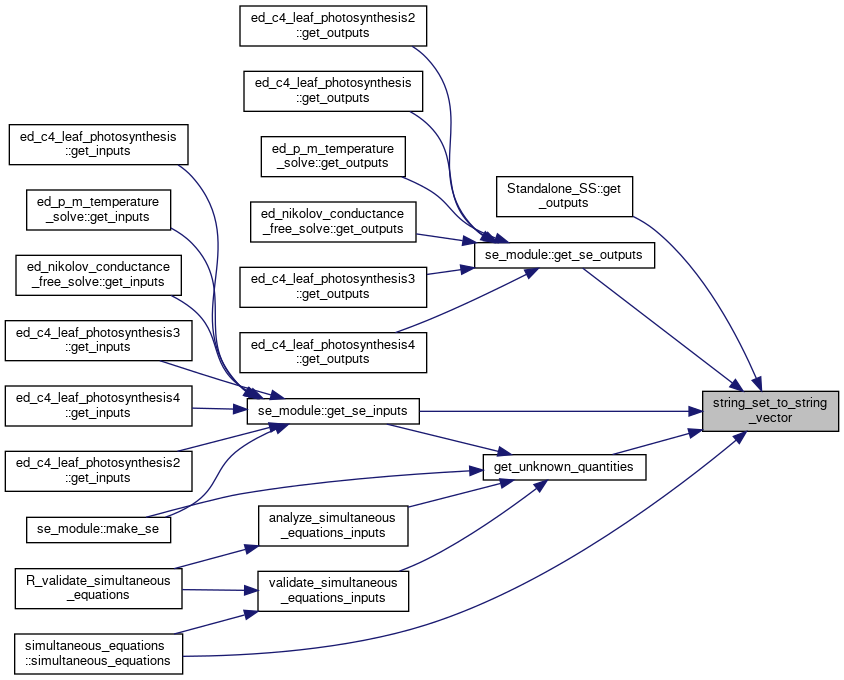 ed_c4_leaf_photosynthesis2
::get_outputs
ed_c4_leaf_photosynthesis
::get_outputs
ed_c4_leaf_photosynthesis
::get_inputs
ed_p_m_temperature
_solve::get_outputs
Standalone_SS::get
_outputs
ed_p_m_temperature
_solve::get_inputs
ed_nikolov_conductance
_free_solve::get_outputs
se_module::get_se_outputs
ed_nikolov_conductance
_free_solve::get_inputs
ed_c4_leaf_photosynthesis3
::get_outputs
ed_c4_leaf_photosynthesis3
::get_inputs
ed_c4_leaf_photosynthesis4
::get_outputs
ed_c4_leaf_photosynthesis4
::get_inputs
se_module::get_se_inputs
string_set_to_string
_vector
ed_c4_leaf_photosynthesis2
::get_inputs
get_unknown_quantities
se_module::make_se
analyze_simultaneous
_equations_inputs
R_validate_simultaneous
_equations
validate_simultaneous
_equations_inputs
simultaneous_equations
::simultaneous_equations